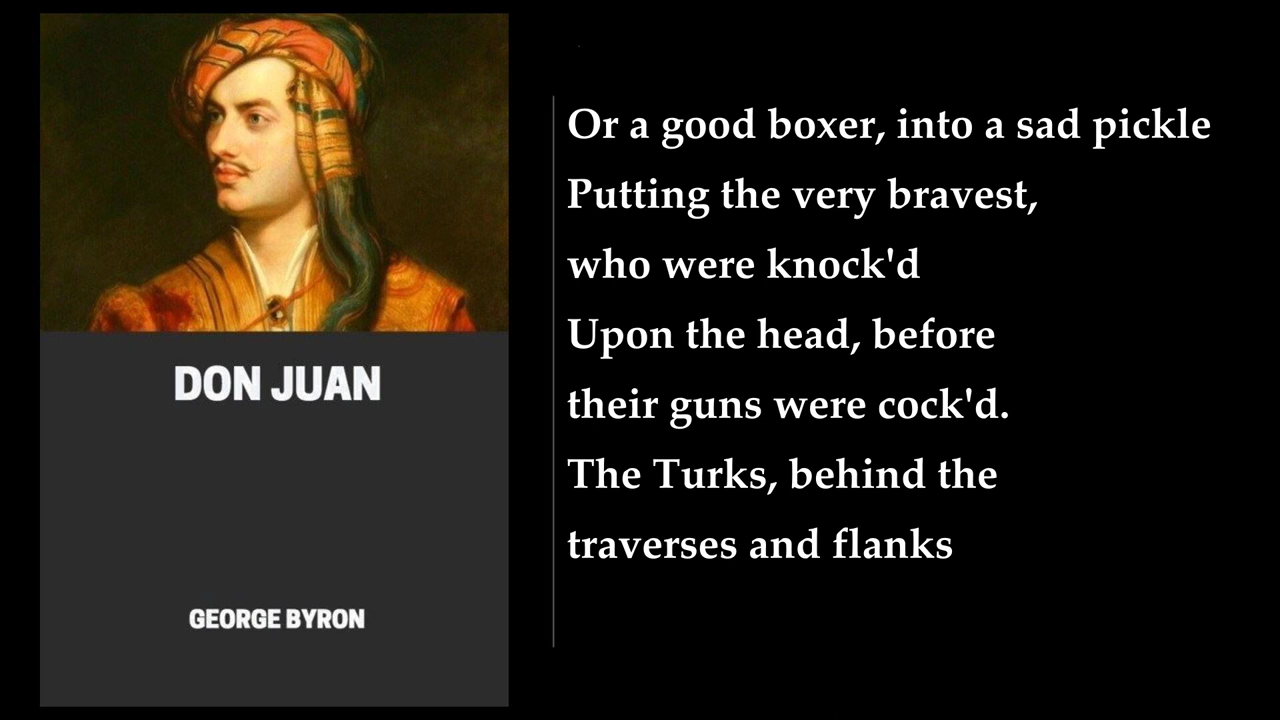 DON JUAN
GEORGE BYRON
Or a good boxer, into a sad pickle
Putting the very bravest,
who were knock'd
Upon the head, before
their guns were cock'd.
The Turks, behind the
traverses and flanks